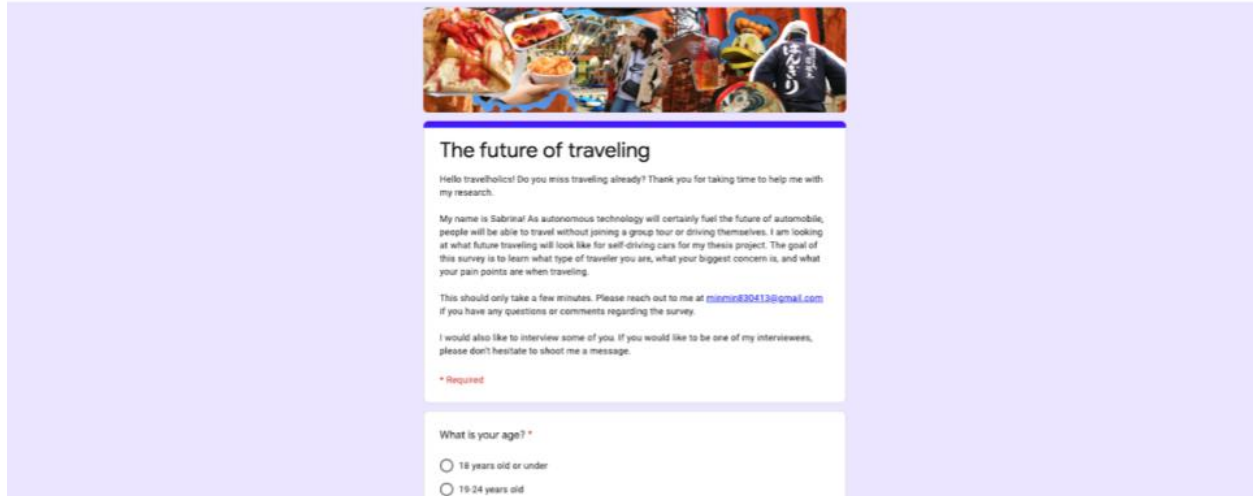 はんなり
The future of traveling
Hello travelholics! Do you miss traveling already? Thank you for taking time to help me with
my research.
My name is Sabrina! As autonomous technology will certainly fuel the future of automobile,
people will be able to travel without joining a group tour or driving themselves. I am looking
at what future traveling will look like for self-driving cars for my thesis project. The goal of
this survey is to learn what type of traveler you are, what your biggest concern is, and what
your pain points are when traveling.
This should only take a few minutes. Please reach out to me at minmin830413@gmail.com
if you have any questions or comments regarding the survey.
I would also like to interview some of you. If you would like to be one of my interviewees,
please don't hesitate to shoot me a message.
* Required
What is your age? *
18 years old or under
19-24 years old